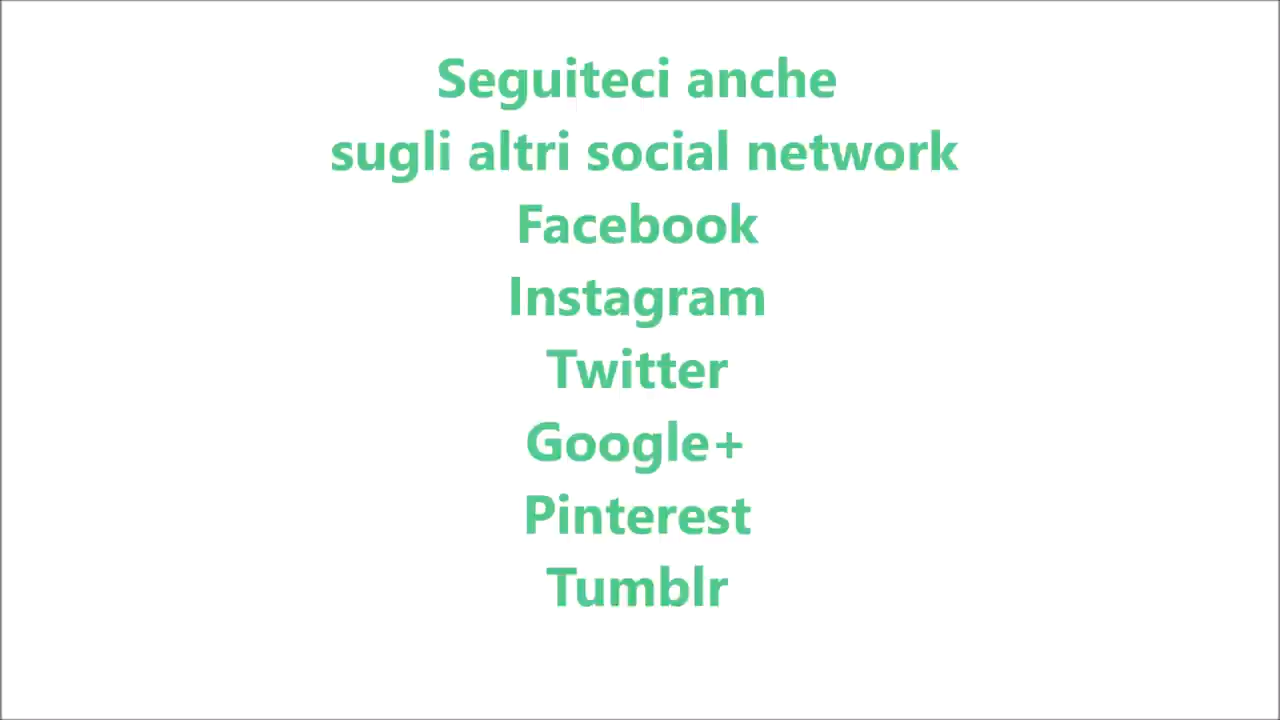 Seguiteci anche
sugli altri social network
Facebook
Instagram
Twitter
Google+
Pinterest
Tumblr